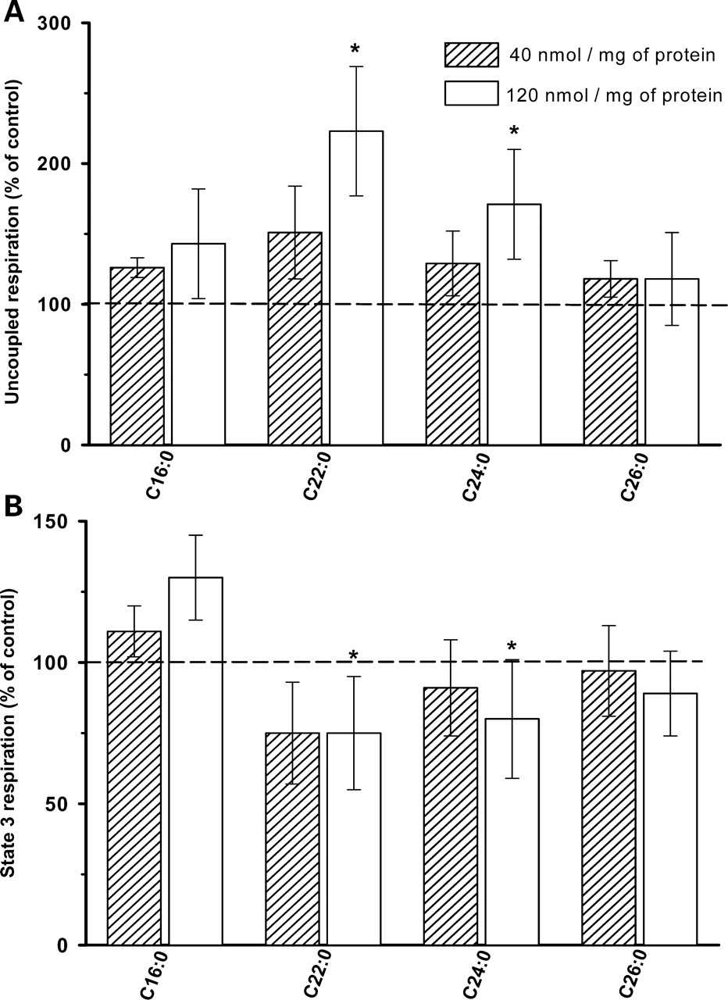 A
300
200
100
0
Uncoupled respiration (% of control)
40 nmol / mg of protein
120 nmol / mg of protein
*
*
C16:0
C22:0
C24:0
C26:0
B
150
100
50
0
State 3 respiration (% of control)
*
*
C16:0
C22:0
C24:0
C26:0